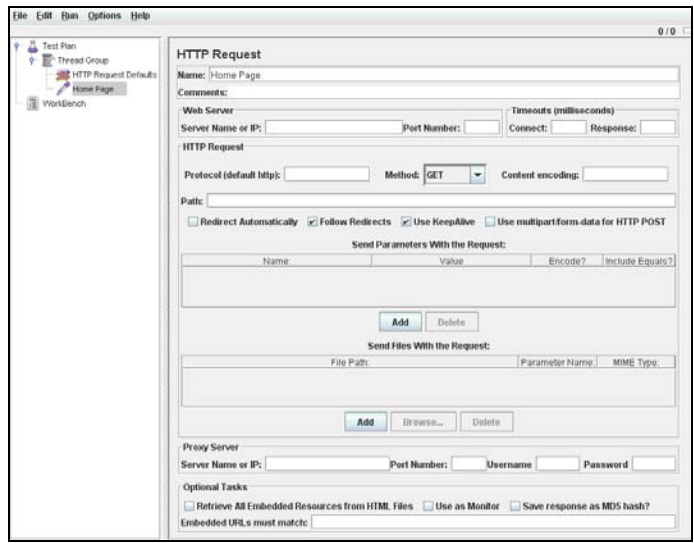 File Edit Run Options Help
0 / 0
Test Plan
Thread Group
HTTP Request Defaults
Home Page
WorkBench
HTTP Request
Name: Home Page
Comments:
Web Server
Server Name or IP: Port Number:
Timeouts (milliseconds)
Connect: Response:
HTTP Request
Protocol (default http): Method: GET Content encoding:
Path:
Redirect Automatically Follow Redirects Use KeepAlive Use multipart/form-data for HTTP POST
Send Parameters With the Request:
Name: Value Encode? Include Equals?
Add Delete
Send Files With the Request:
File Path: Parameter Name: MIME Type:
Add Browse... Delete
Proxy Server
Server Name or IP: Port Number: Username Password
Optional Tasks
Retrieve All Embedded Resources from HTML Files Use as Monitor Save response as MD5 hash?
Embedded URLs must match: